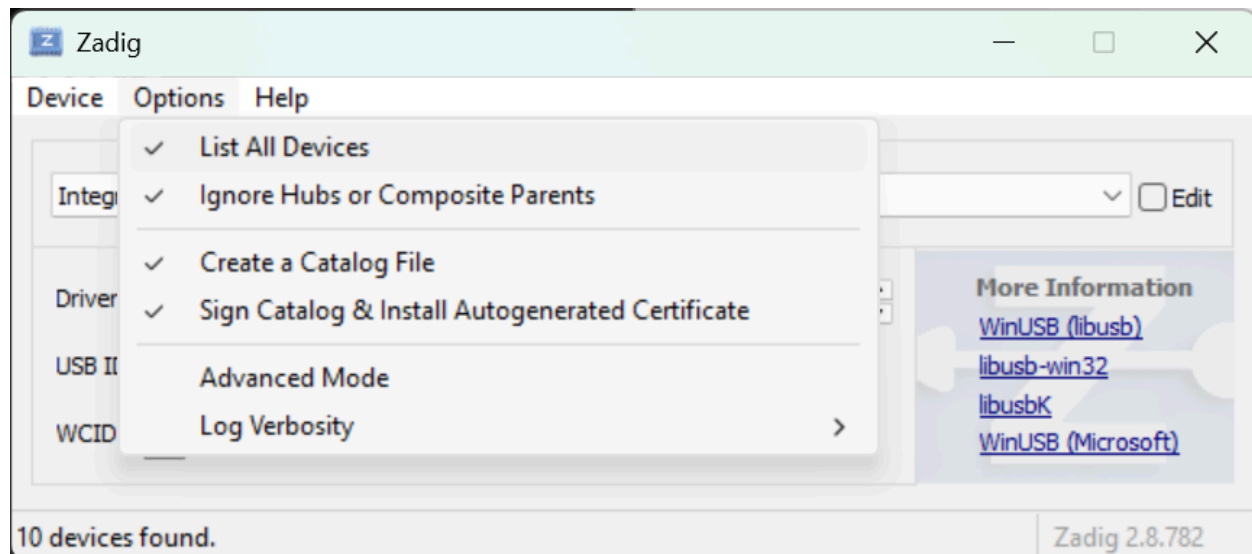 Zadig
Device Options Help
List All Devices
Ignore Hubs or Composite Parents
Create a Catalog File
Sign Catalog & Install Autogenerated Certificate
Advanced Mode
Log Verbosity
Edit
Driver
USB
WCID
More Information
WinUSB (libusb)
libusb-win32
libusbK
WinUSB (Microsoft)
10 devices found.
Zadig 2.8.782